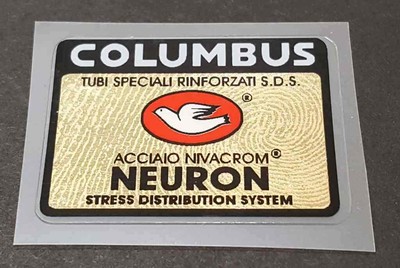 COLUMBUS
TUBI SPECIALI RINFORZATI S.D.S.
®
ACCIAIO NIVACROM®
NEURON
STRESS DISTRIBUTION SYSTEM